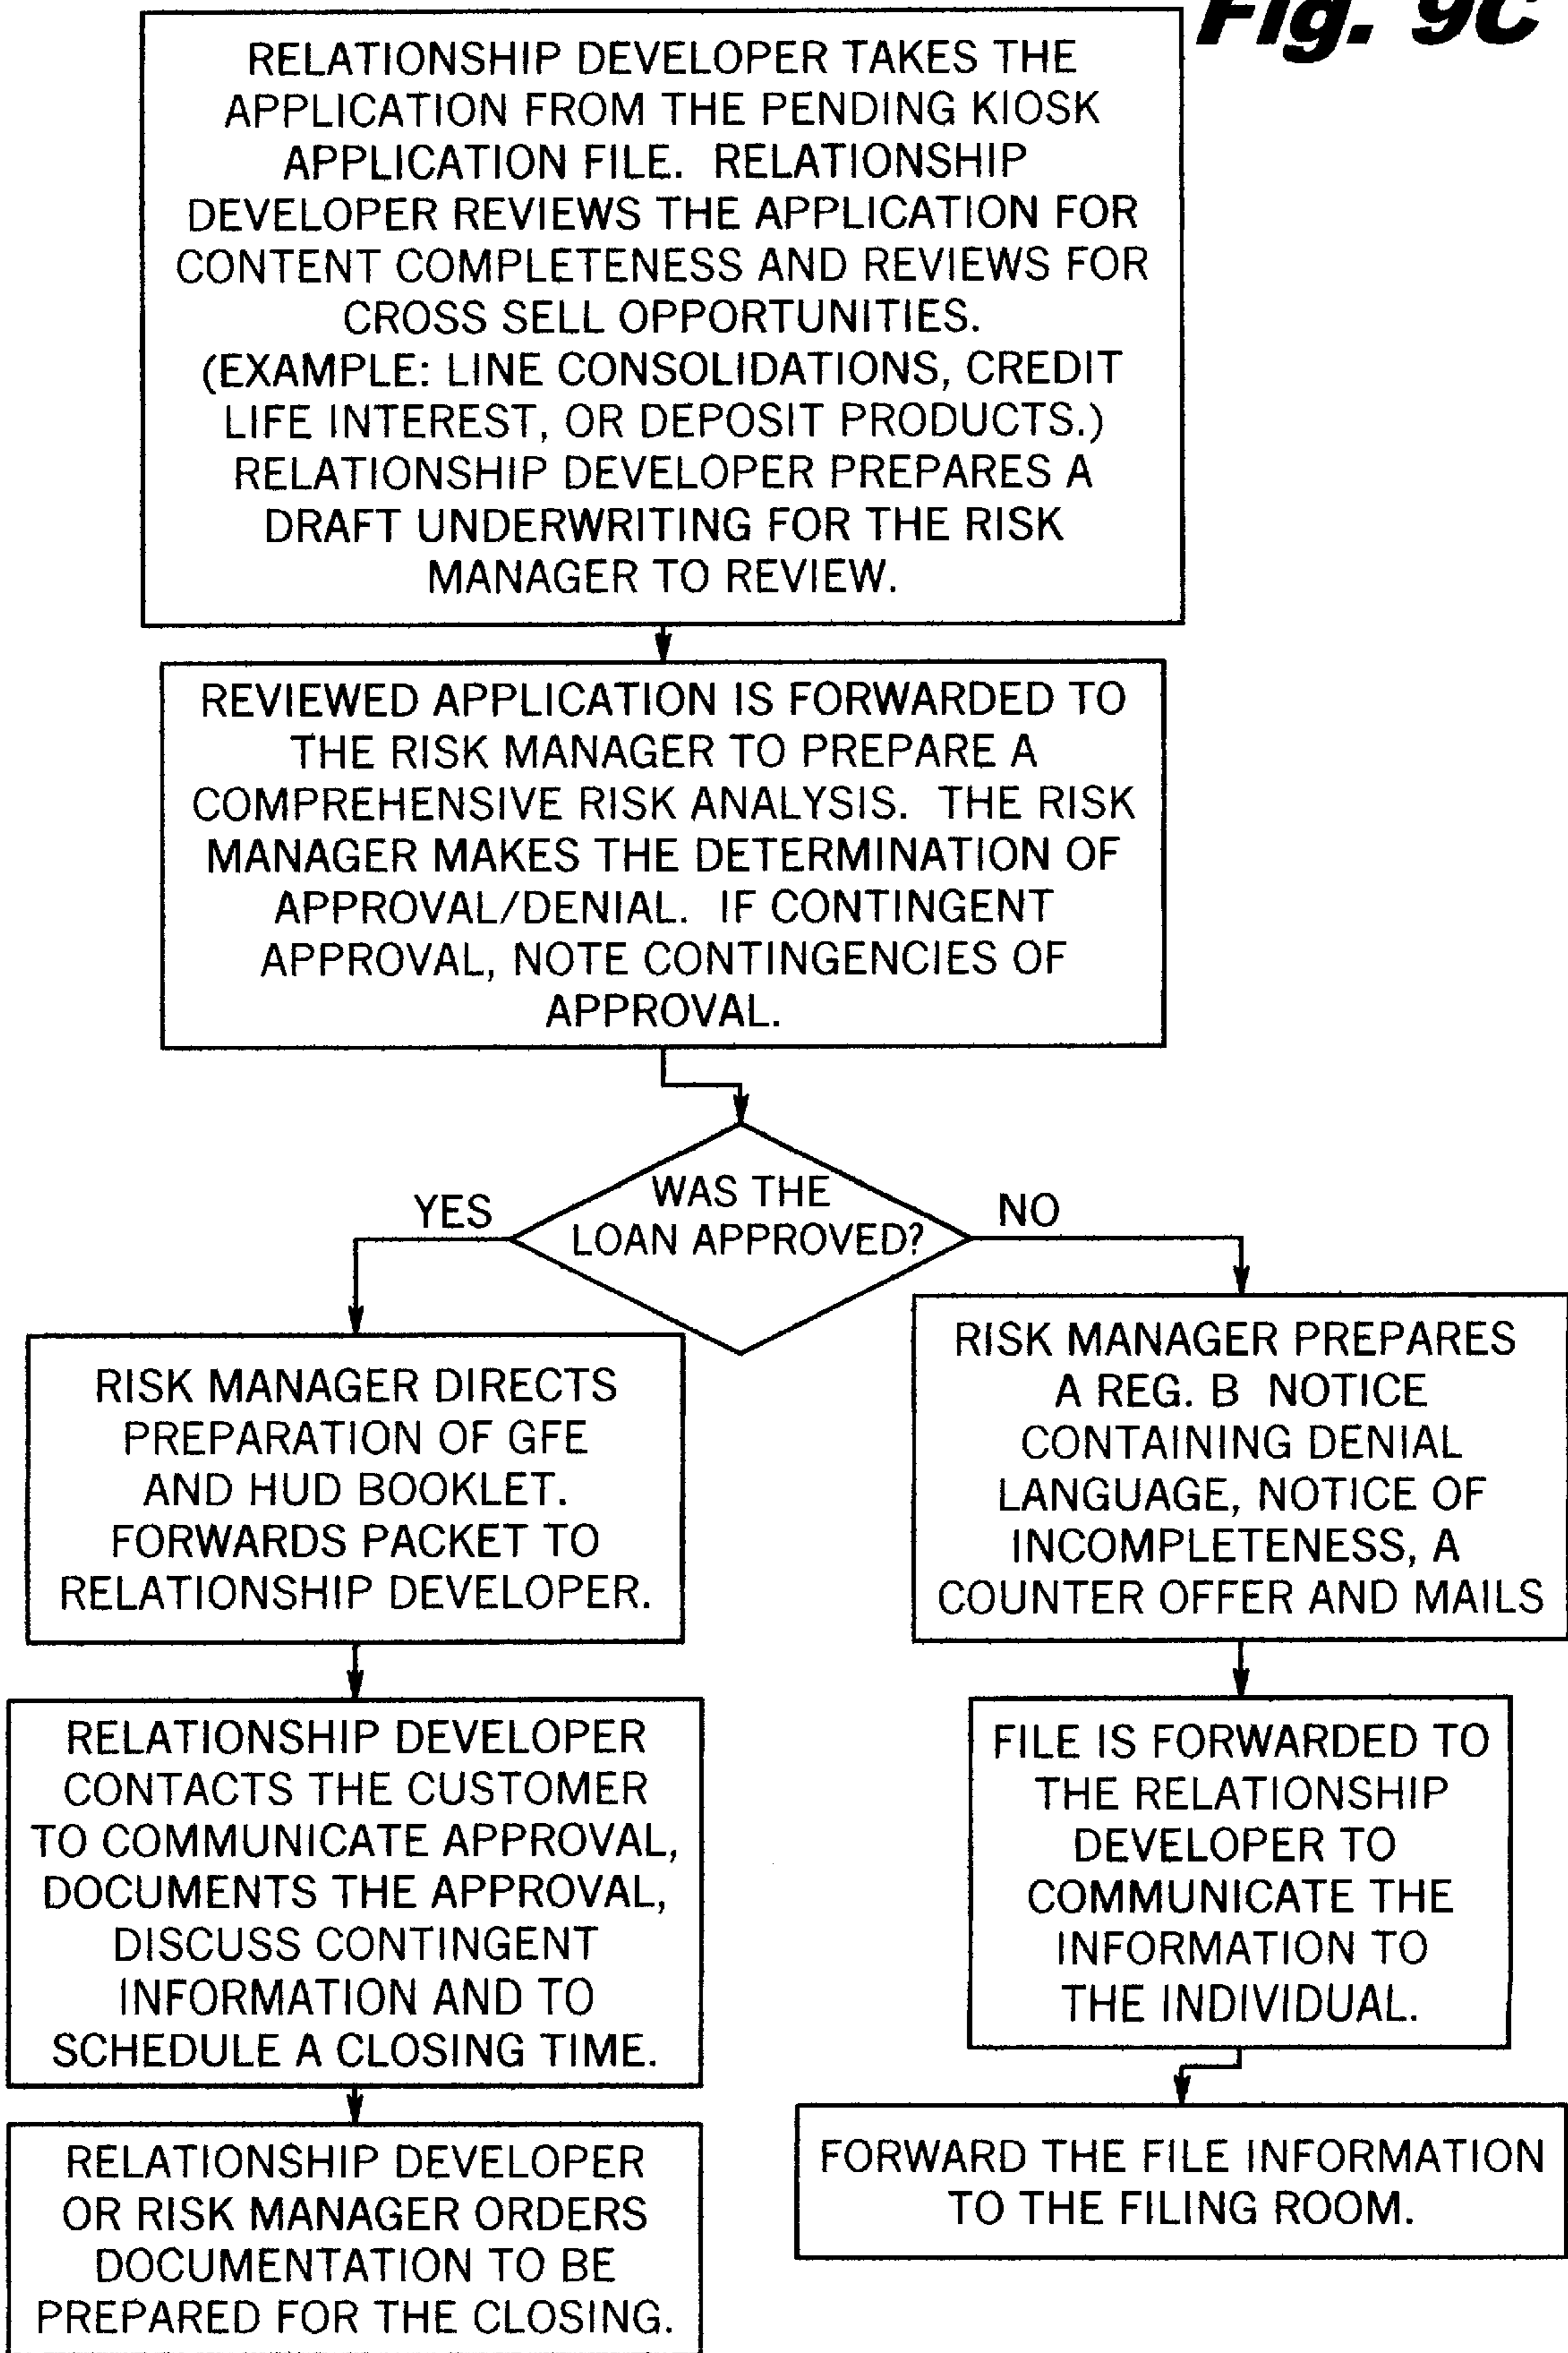 Fig. 9C
RELATIONSHIP DEVELOPER TAKES THE
APPLICATION FROM THE PENDING KIOSK
APPLICATION FILE. RELATIONSHIP
DEVELOPER REVIEWS THE APPLICATION FOR
CONTENT COMPLETENESS AND REVIEWS FOR
CROSS SELL OPPORTUNITIES.
(EXAMPLE: LINE CONSOLIDATIONS, CREDIT
LIFE INTEREST, OR DEPOSIT PRODUCTS.)
RELATIONSHIP DEVELOPER PREPARES A
DRAFT UNDERWRITING FOR THE RISK
MANAGER TO REVIEW.
REVIEWED APPLICATION IS FORWARDED TO
THE RISK MANAGER TO PREPARE A
COMPREHENSIVE RISK ANALYSIS. THE RISK
MANAGER MAKES THE DETERMINATION OF
APPROVAL/DENIAL. IF CONTINGENT
APPROVAL, NOTE CONTINGENCIES OF
APPROVAL.
WAS THE
LOAN APPROVED?
YES
NO
RISK MANAGER DIRECTS
PREPARATION OF GFE
AND HUD BOOKLET.
FORWARDS PACKET TO
RELATIONSHIP DEVELOPER.
RELATIONSHIP DEVELOPER
CONTACTS THE CUSTOMER
TO COMMUNICATE APPROVAL,
DOCUMENTS THE APPROVAL,
DISCUSS CONTINGENT
INFORMATION AND TO
SCHEDULE A CLOSING TIME.
RELATIONSHIP DEVELOPER
OR RISK MANAGER ORDERS
DOCUMENTATION TO BE
PREPARED FOR THE CLOSING.
RISK MANAGER PREPARES
A REG. B NOTICE
CONTAINING DENIAL
LANGUAGE, NOTICE OF
INCOMPLETENESS, A
COUNTER OFFER AND MAILS
FILE IS FORWARDED TO
THE RELATIONSHIP
DEVELOPER TO
COMMUNICATE THE
INFORMATION TO
THE INDIVIDUAL.
FORWARD THE FILE INFORMATION
TO THE FILING ROOM.